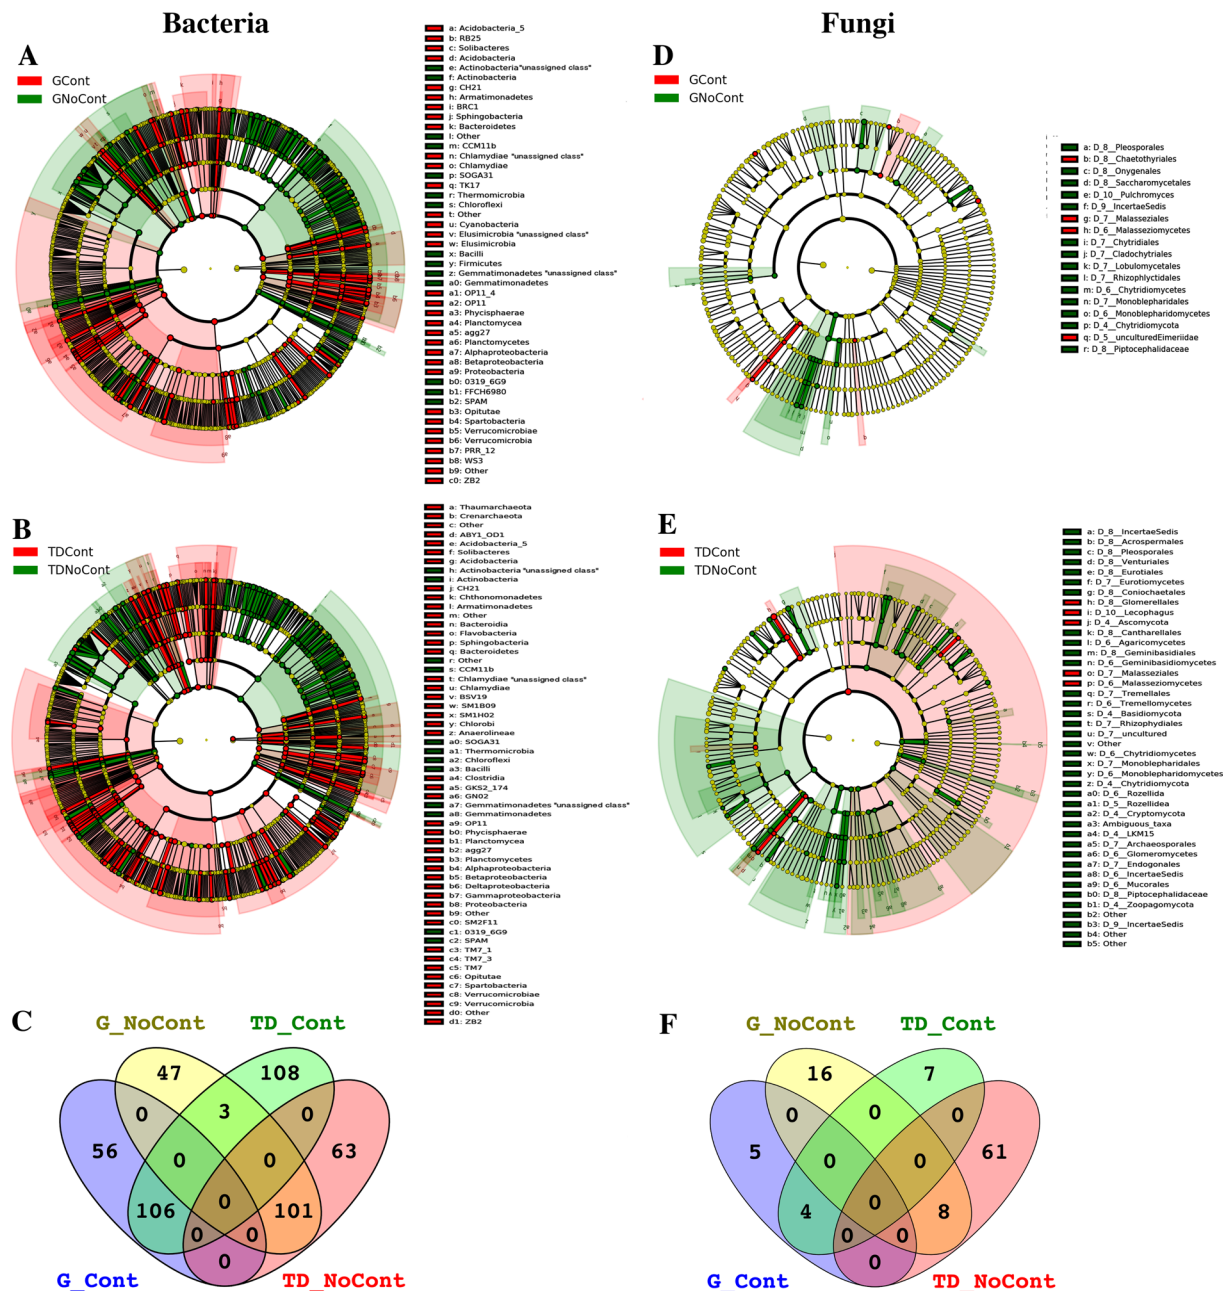 Bacteria
Fungi
A
GCont
GNoCont
a: Acidobacteria_5
b: RB25
c: Solibacteres
d: Acidobacteria
e: Actinobacteria"unassigned class"
f: Actinobacteria
g: CH21
h: Armatimonadetes
i: BRC1
j: Sphingobacteria
k: Bacteroidetes
l: Other
m: CCM11b
n: Chlamydiae "unassigned class"
o: Chlamydiae
p: SOGA31
q: TK17
r: Thermomicrobia
s: Chloroflexi
t: Other
u: Cyanobacteria
v: Elusimicrobia "unassigned class"
w: Elusimicrobia
x: Bacilli
y: Firmicutes
z: Gemmatimonadetes "unassigned class"
a0: Gemmatimonadetes
a1: OP11_4
a2: OP11
a3: Phycisphaerae
a4: Planctomycea
a5: agg27
a6: Planctomycetes
a7: Alphaproteobacteria
a8: Betaproteobacteria
a9: Proteobacteria
b0: 0319_6G9
b1: FFCH6980
b2: SPAM
b3: Opitutae
b4: Spartobacteria
b5: Verrucomicrobiae
b6: Verrucomicrobia
b7: PRR_12
b8: WS3
b9: Other
c0: ZB2
D
GCont
GNoCont
a: D_8__Pleosporales
b: D_8__Chaetothyriales
c: D_8__Onygenales
d: D_8__Saccharomycetales
e: D_10__Pulchromyces
f: D_9__IncertaeSedis
g: D_7__Malasseziales
h: D_6__Malasseziomycetes
i: D_7__Chytridiales
j: D_7__Cladochytriales
k: D_7__Lobulomycetales
l: D_7__Rhizophlyctidales
m: D_6__Chytridiomycetes
n: D_7__Monoblepharidales
o: D_6__Monoblepharidomycetes
p: D_4__Chytridiomycota
q: D_5__unculturedEimeriidae
r: D_8__Piptocephalidaceae
B
TDCont
TDNoCont
a: Thaumarchaeota
b: Crenarchaeota
c: Other
d: ABY1_OD1
e: Acidobacteria_5
f: Solibacteres
g: Acidobacteria
h: Actinobacteria "unassigned class"
i: Actinobacteria
j: CH21
k: Chthonomonadetes
l: Armatimonadetes
m: Other
n: Bacteroidia
o: Flavobacteria
p: Sphingobacteria
q: Bacteroidetes
r: Other
s: CCM11b
t: Chlamydiae "unassigned class"
u: Chlamydiae
v: BSV19
w: SM1B09
x: SM1H02
y: Chlorobi
z: Anaerolineae
a0: SOGA31
a1: Thermomicrobia
a2: Chloroflexi
a3: Bacilli
a4: Clostridia
a5: GKS2_174
a6: GN02
a7: Gemmatimonadetes "unassigned class"
a8: Gemmatimonadetes
a9: OP11
b0: Phycisphaerae
b1: Planctomycea
b2: agg27
b3: Planctomycetes
b4: Alphaproteobacteria
b5: Betaproteobacteria
b6: Deltaproteobacteria
b7: Gammaproteobacteria
b8: Proteobacteria
b9: Other
c0: SM2F11
c1: 0319_6G9
c2: SPAM
c3: TM7_1
c4: TM7_3
c5: TM7
c6: Opitutae
c7: Spartobacteria
c8: Verrucomicrobiae
c9: Verrucomicrobia
d0: Other
d1: ZB2
E
TDCont
TDNoCont
a: D_8__IncertaeSedis
b: D_8__Acrospermales
c: D_8__Pleosporales
d: D_8__Venturiales
e: D_8__Eurotiales
f: D_7__Eurotiomycetes
g: D_8__Coniochaetales
h: D_8__Glomerellales
i: D_10__Lecophagus
j: D_4__Ascomycota
k: D_8__Cantharellales
l: D_6__Agaricomycetes
m: D_8__Geminibasidiales
n: D_6__Geminibasidiomycetes
o: D_7__Malasseziales
p: D_6__Malasseziomycetes
q: D_7__Tremellales
r: D_6__Tremellomycetes
s: D_4__Basidiomycota
t: D_7__Rhizophydiales
u: D_7__uncultured
v: Other
w: D_6__Chytridiomycetes
x: D_7__Monoblepharidales
y: D_6__Monoblepharidomycetes
z: D_4__Chytridiomycota
a0: D_6__Rozellida
a1: D_5__Rozellidea
a2: D_4__Cryptomycota
a3: Ambiguous_taxa
a4: D_4__LKM15
a5: D_7__Archaeosporales
a6: D_6__Glomeromycetes
a7: D_7__Endogonales
a8: D_6__IncertaeSedis
a9: D_6__Mucorales
b0: D_8__Piptocephalidaceae
b1: D_4__Zoopagomycota
b2: Other
b3: D_9__IncertaeSedis
b4: Other
b5: Other
C
G_NoCont TD_Cont
47 108
0 3 0
56 0 0 63
106 0 101
0 0
0
G_Cont TD_NoCont
F
G_NoCont TD_Cont
16 7
0 0 0
5 0 0 61
4 0 8
0 0
0
G_Cont TD_NoCont